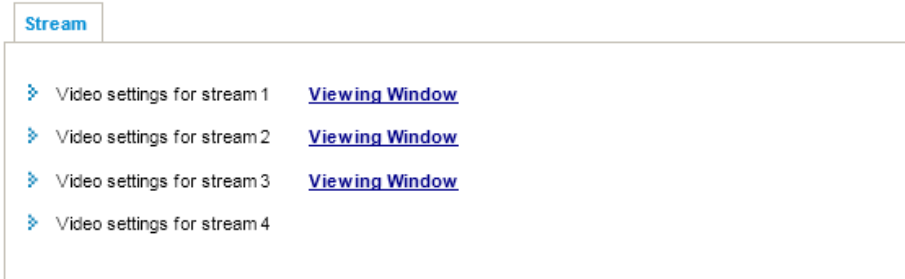 Stream
Video settings for stream 1 Viewing Window
Video settings for stream 2 Viewing Window
Video settings for stream 3 Viewing Window
Video settings for stream 4